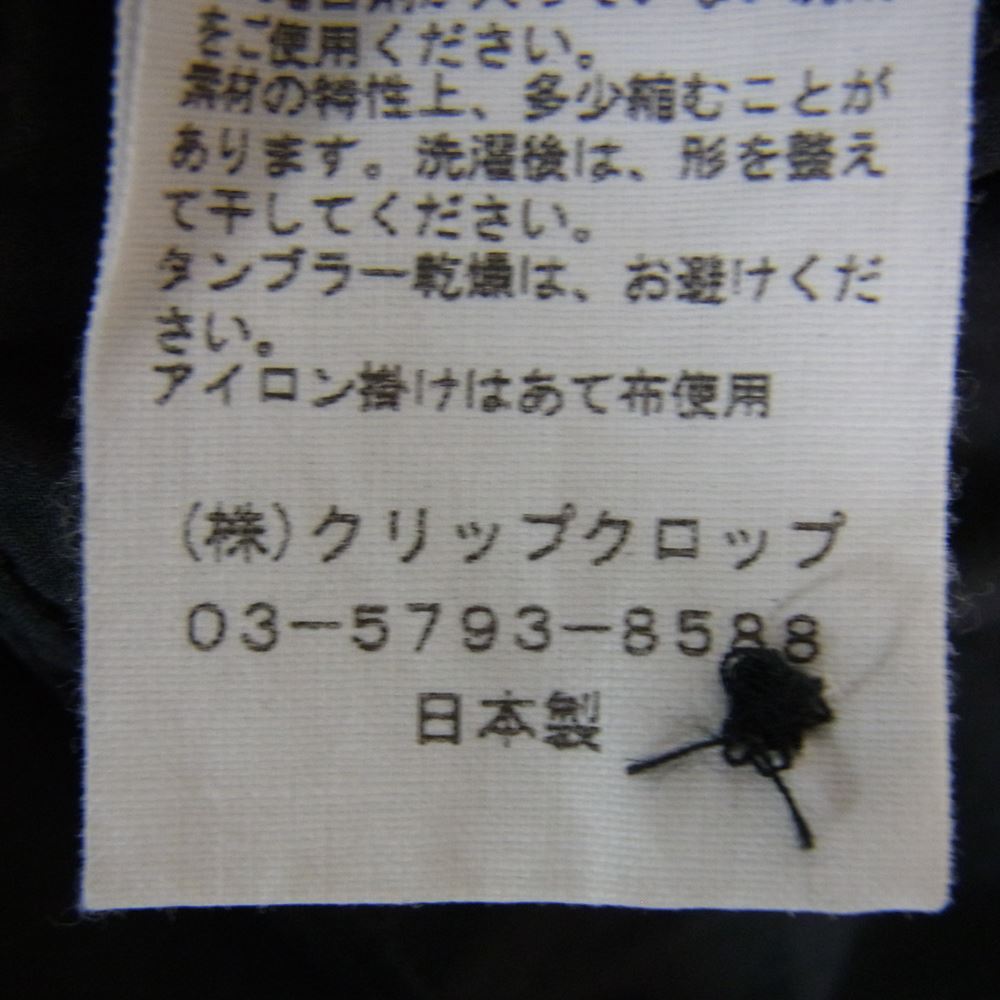 をご使用ください。
素材の特性上、多少縮むことが
あります。洗濯後は、形を整え
て干してください。
タンブラー乾燥は、お避けくだ
さい。
アイロン掛けはあて布使用
(株)クリップクロップ
03-5793-8588
日本製